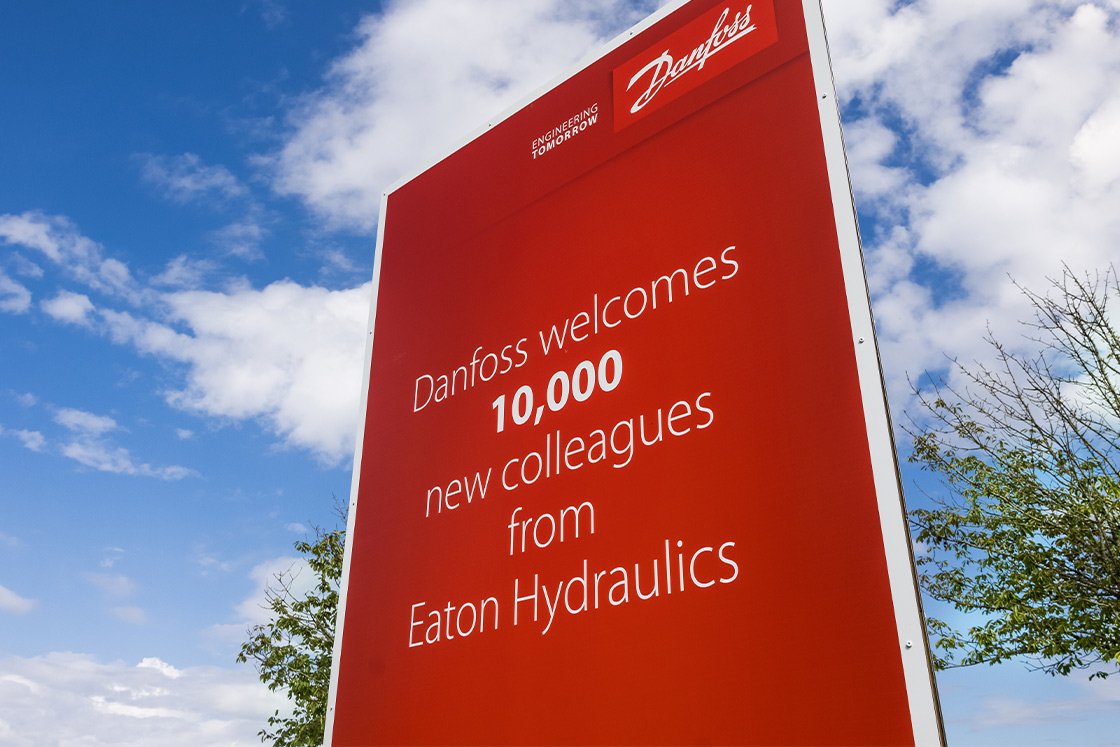 Danfoss
ENGINEERING
TOMORROW
Danfoss welcomes
10,000
new colleagues
from
Eaton Hydraulics